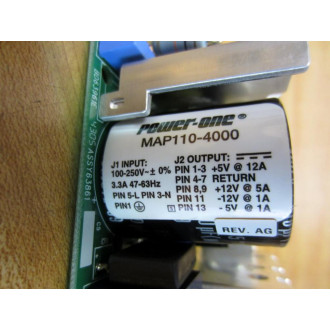 power-one
MAP110-4000
J1 INPUT:
100-250V~± 0%
3.3A 47-63Hz
PIN 5-L PIN 3-N
PIN1
J2 OUTPUT:
PIN 1-3 +5V @ 12A
PIN 4-7 RETURN
PIN 8,9 +12V @ 5A
PIN 11 -12V @ 1A
PIN 13 - 5V @ 1A
REV. AG
ASSY63861